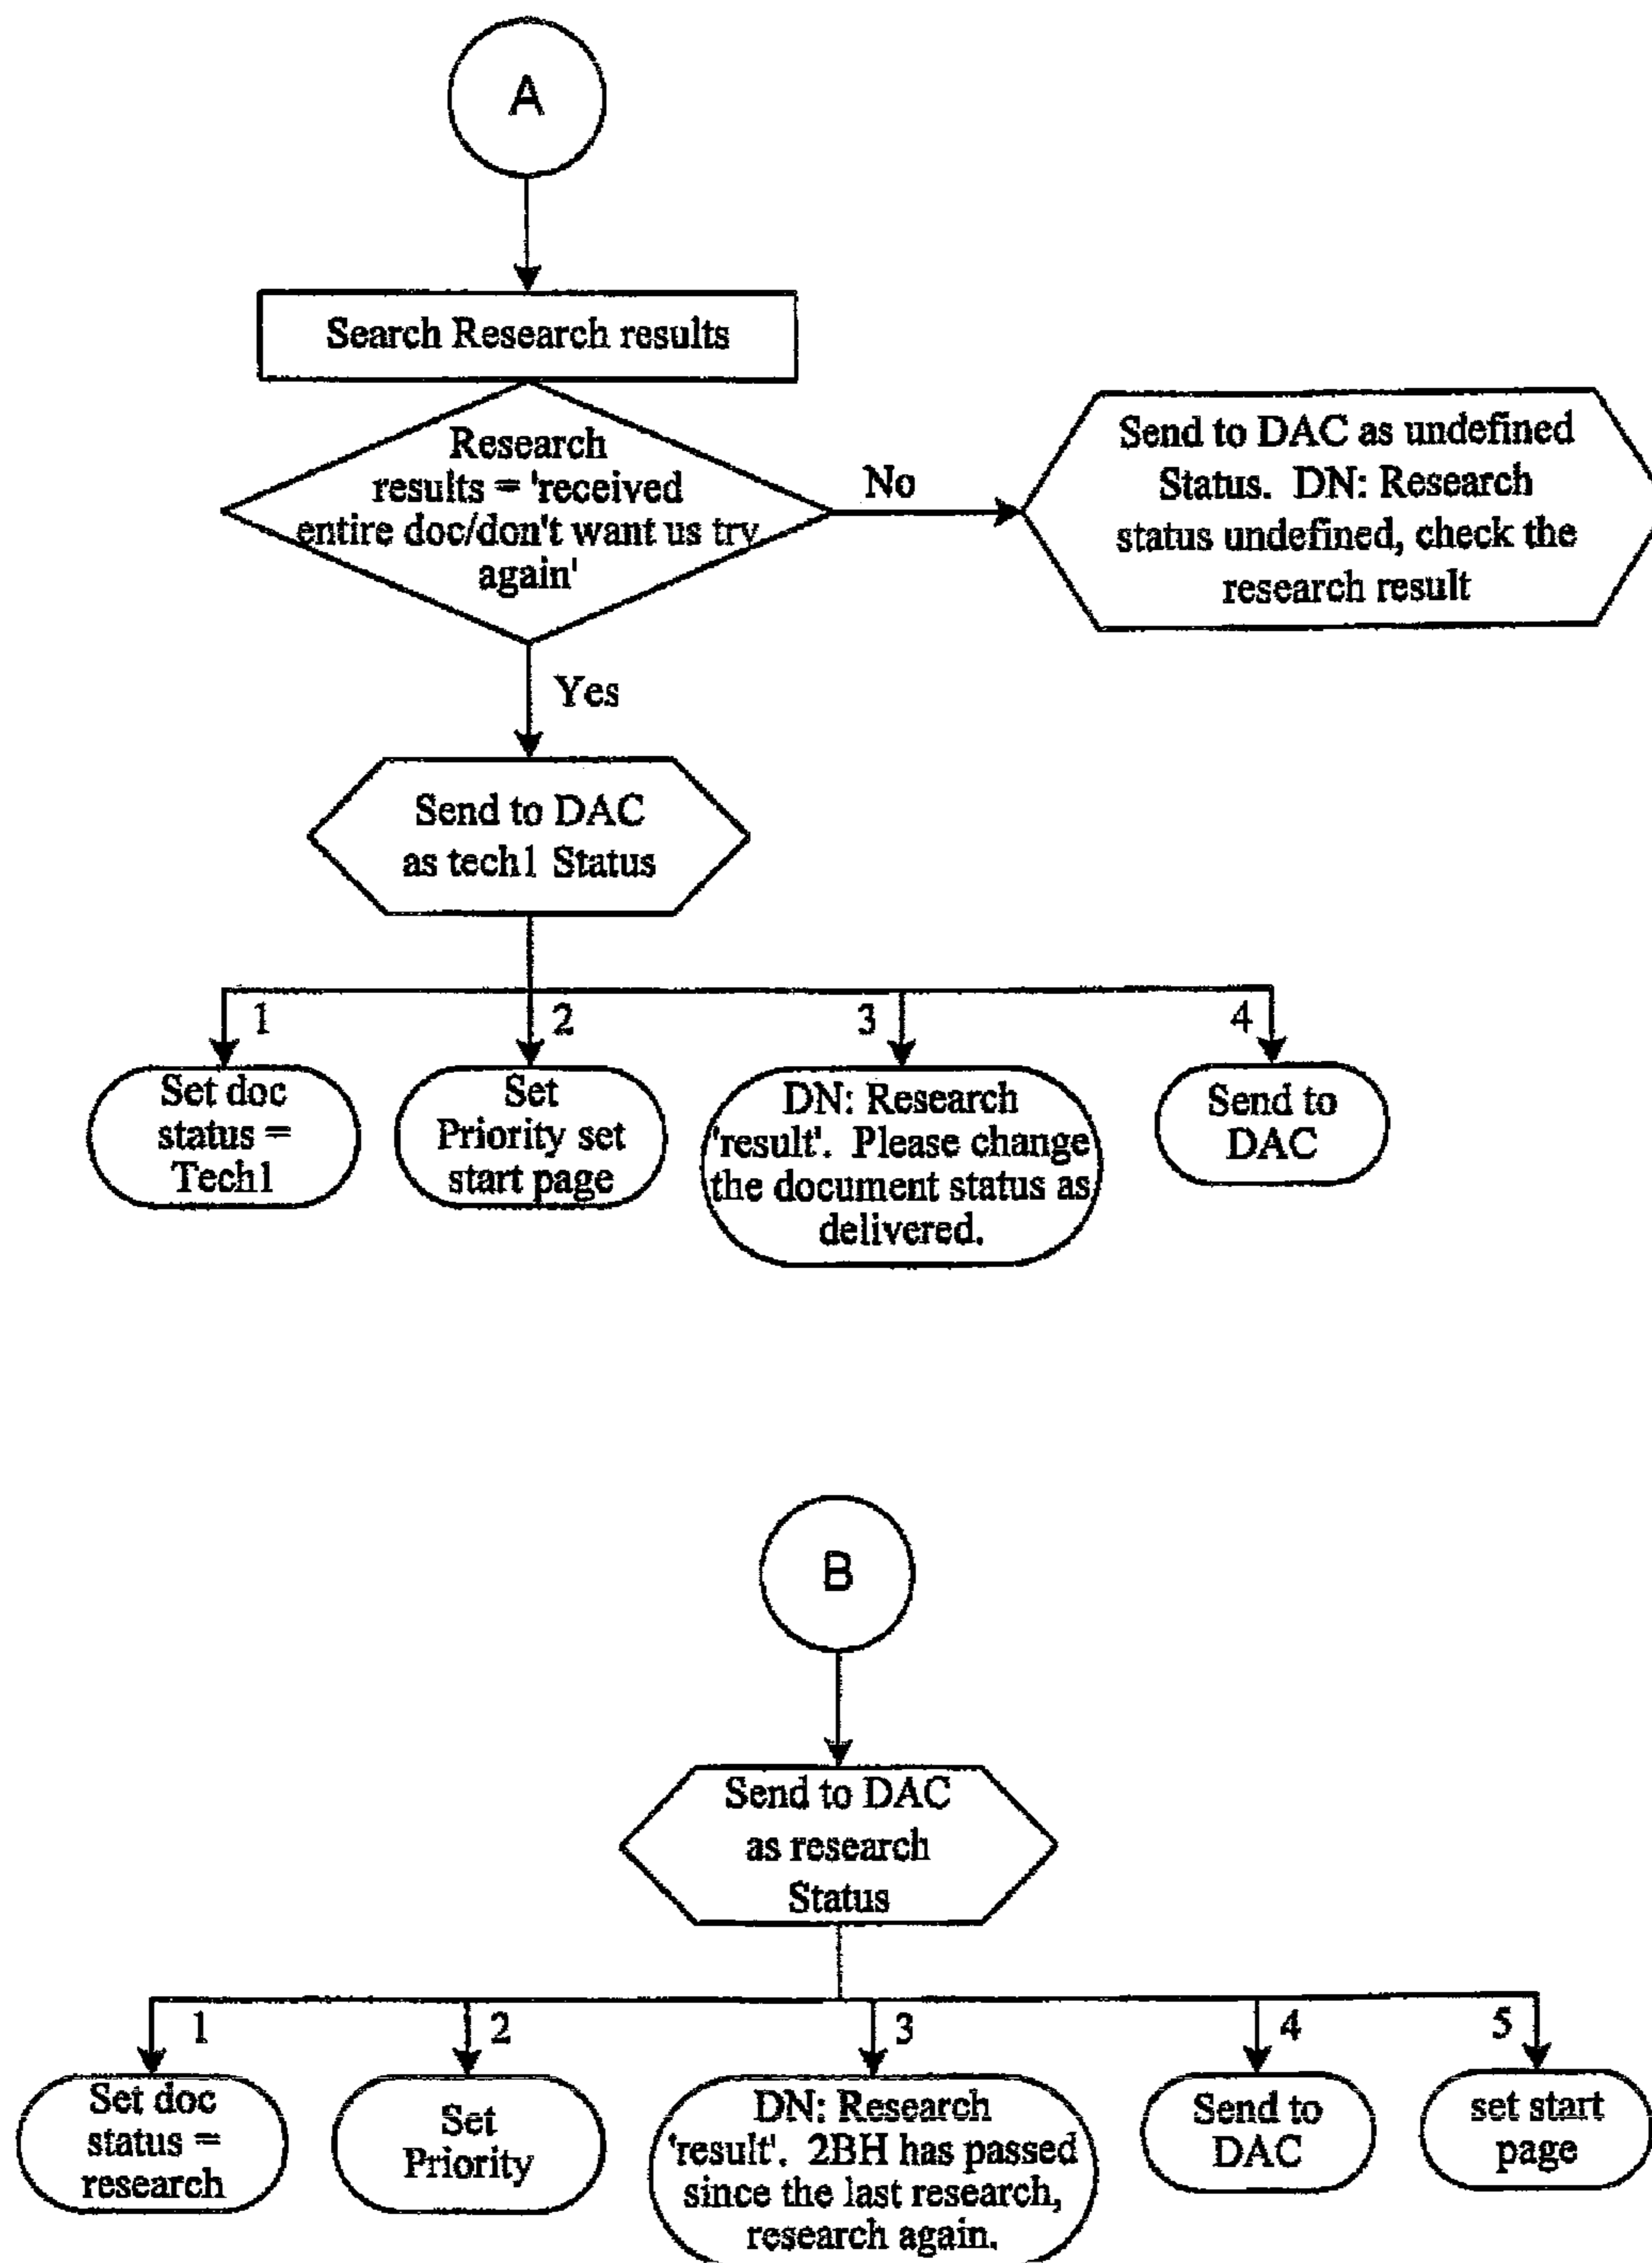 A
Search Research results
Research
results = 'received
entire doc/don't want us try
again'
No
Send to DAC as undefined
Status. DN: Research
status undefined, check the
research result
Yes
Send to DAC
as tech1 Status
1
2
3
4
Set doc
status =
Tech1
Set
Priority set
start page
DN: Research
'result'. Please change
the document status as
delivered.
Send to
DAC
B
Send to DAC
as research
Status
1
2
3
4
5
Set doc
status =
research
Set
Priority
DN: Research
'result'. 2BH has passed
since the last research,
research again.
Send to
DAC
set start
page